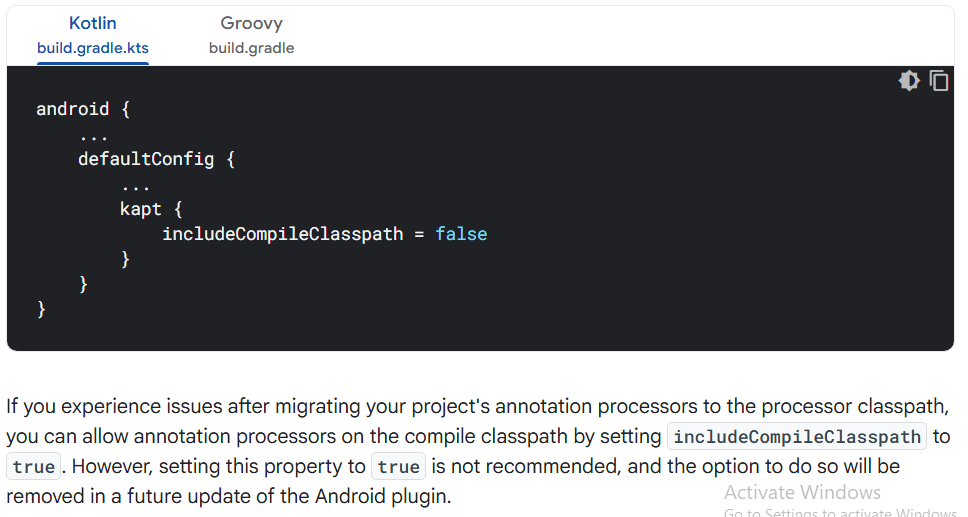 Kotlin Groovy
build.gradle.kts build.gradle
android {
    ...
    defaultConfig {
        ...
        kapt {
            includeCompileClasspath = false
        }
    }
}
If you experience issues after migrating your project's annotation processors to the processor classpath,
you can allow annotation processors on the compile classpath by setting includeCompileClasspath to
true. However, setting this property to true is not recommended, and the option to do so will be
removed in a future update of the Android plugin.
Activate Windows
Go to Settings to activate Windows.